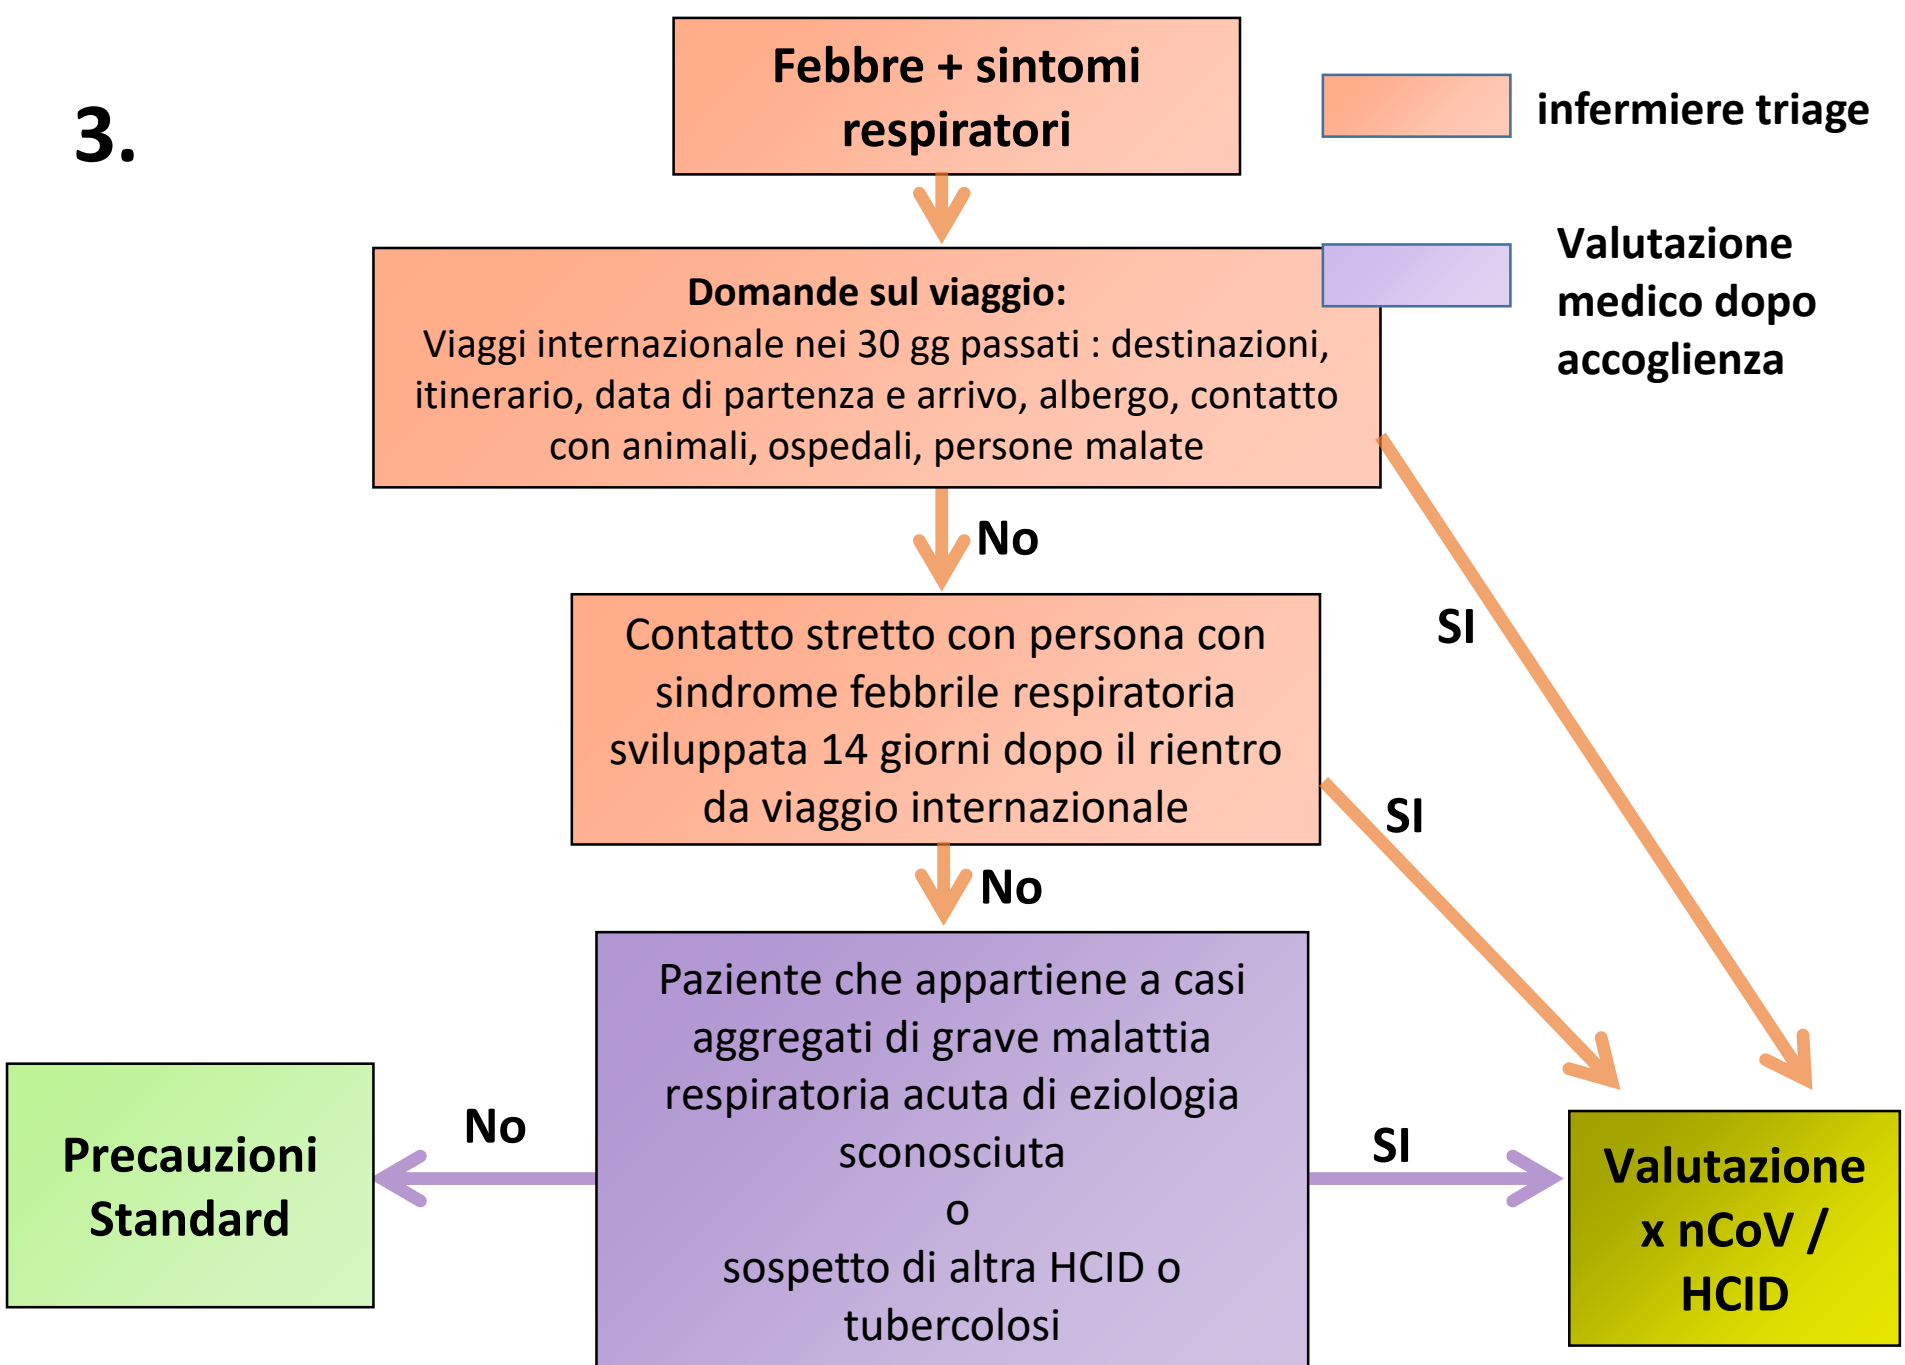 3.
Febbre + sintomi
respiratori
infermiere triage
Valutazione
medico dopo
accoglienza
Domande sul viaggio:
Viaggi internazionale nei 30 gg passati : destinazioni,
itinerario, data di partenza e arrivo, albergo, contatto
con animali, ospedali, persone malate
No
SI
Contatto stretto con persona con
sindrome febbrile respiratoria
sviluppata 14 giorni dopo il rientro
da viaggio internazionale
SI
No
Paziente che appartiene a casi
aggregati di grave malattia
respiratoria acuta di eziologia
sconosciuta
o
sospetto di altra HCID o
tubercolosi
No
SI
Precauzioni
Standard
Valutazione
x nCoV /
HCID